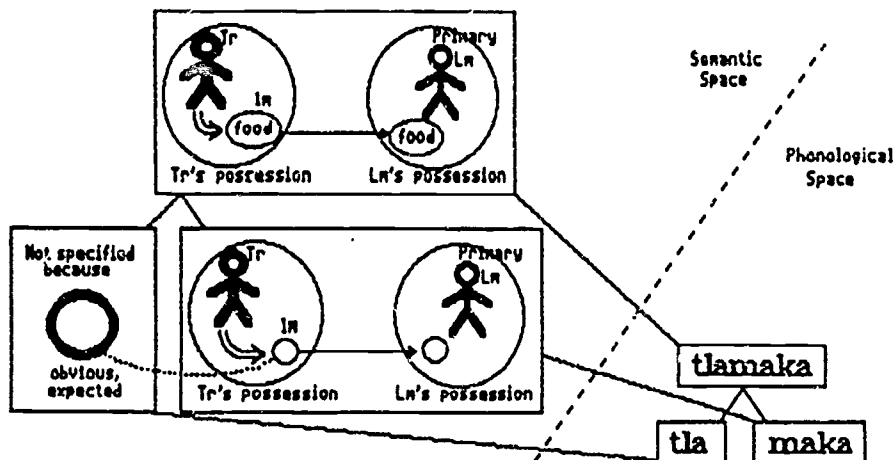 Tr
Primary
Lm
lm
food
food
Tr's possession
Lm's possession
Semantic
Space
Phonological
Space
Not specified
because
obvious,
expected
Tr
Primary
Lm
lm
Tr's possession
Lm's possession
tlamaka
tla
maka